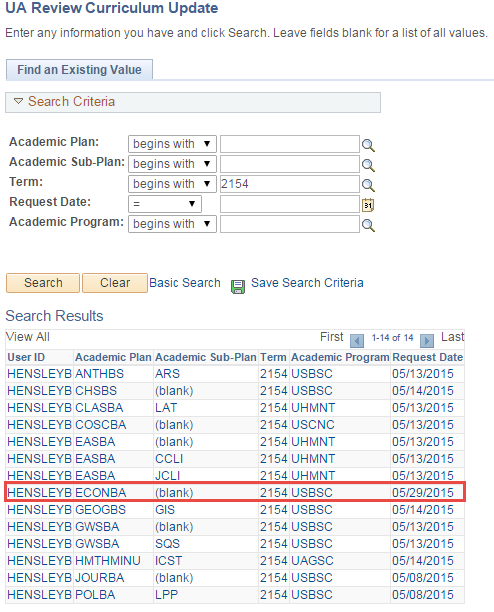 UA Review Curriculum Update
Enter any information you have and click Search. Leave fields blank for a list of all values.
Find an Existing Value
Search Criteria
Academic Plan: begins with
Academic Sub-Plan: begins with
Term: begins with 2154
Request Date: = 31
Academic Program: begins with
Search Clear Basic Search Save Search Criteria
Search Results
View All First 1-14 of 14 Last
User ID Academic Plan Academic Sub-Plan Term Academic Program Request Date
HENSLEYB ANTHBS ARS 2154 USBSC 05/13/2015
HENSLEYB CHSBS (blank) 2154 USBSC 05/14/2015
HENSLEYB CLASBA LAT 2154 UHMNT 05/13/2015
HENSLEYB COSCBA (blank) 2154 USCNC 05/13/2015
HENSLEYB EASBA (blank) 2154 UHMNT 05/13/2015
HENSLEYB EASBA CCLI 2154 UHMNT 05/13/2015
HENSLEYB EASBA JCLI 2154 UHMNT 05/13/2015
HENSLEYB ECONBA (blank) 2154 USBSC 05/29/2015
HENSLEYB GEOGBS GIS 2154 USBSC 05/14/2015
HENSLEYB GWSBA (blank) 2154 USBSC 05/13/2015
HENSLEYB GWSBA SQS 2154 USBSC 05/13/2015
HENSLEYB HMTHMINU ICST 2154 UAGSC 05/14/2015
HENSLEYB JOURBA (blank) 2154 USBSC 05/08/2015
HENSLEYB POLBA LPP 2154 USBSC 05/08/2015